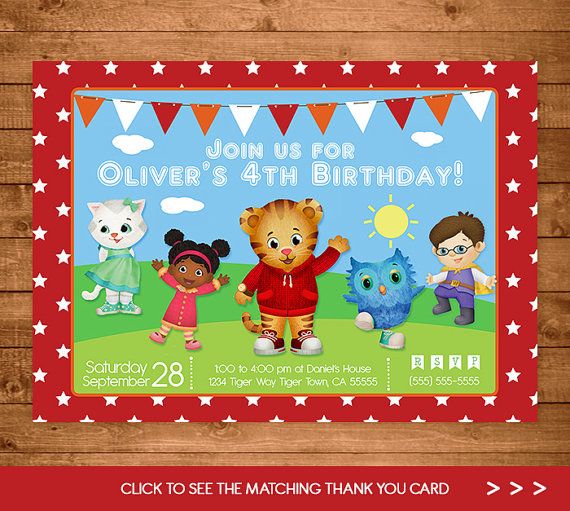 Join us for
Oliver's 4th Birthday!
Saturday
September 28
1:00 to 4:00 pm at Daniel's House
1234 Tiger Way Tiger Town, CA 55555
RSVP
(555) 555-5555
CLICK TO SEE THE MATCHING THANK YOU CARD > > >